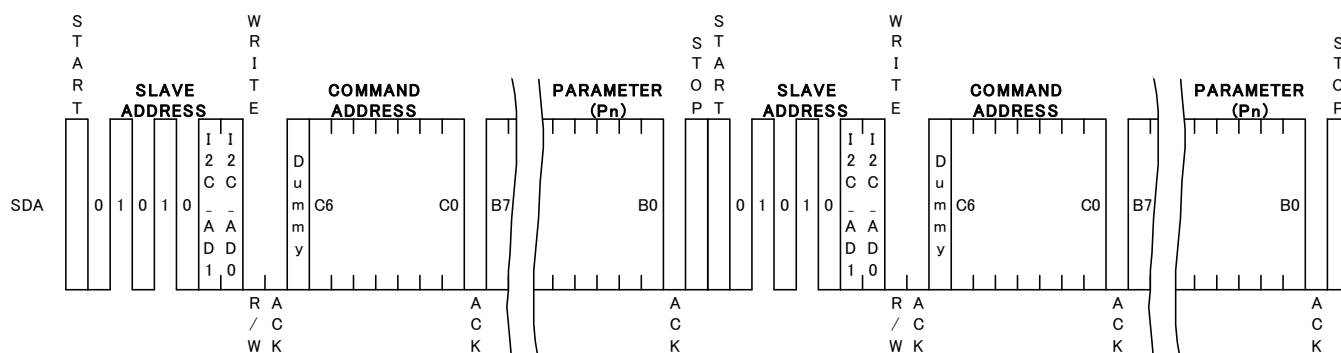 START
WRITE
STOP
START
WRITE
STOP
SLAVE
ADDRESS
COMMAND
ADDRESS
PARAMETER
(Pn)
SLAVE
ADDRESS
COMMAND
ADDRESS
PARAMETER
(Pn)
SDA
0
1
0
1
0
I2C_AD1
I2C_AD0
Dummy
C6
C0
B7
B0
0
1
0
1
0
I2C_AD1
I2C_AD0
Dummy
C6
C0
B7
B0
R/W
ACK
ACK
ACK
R/W
ACK
ACK
ACK